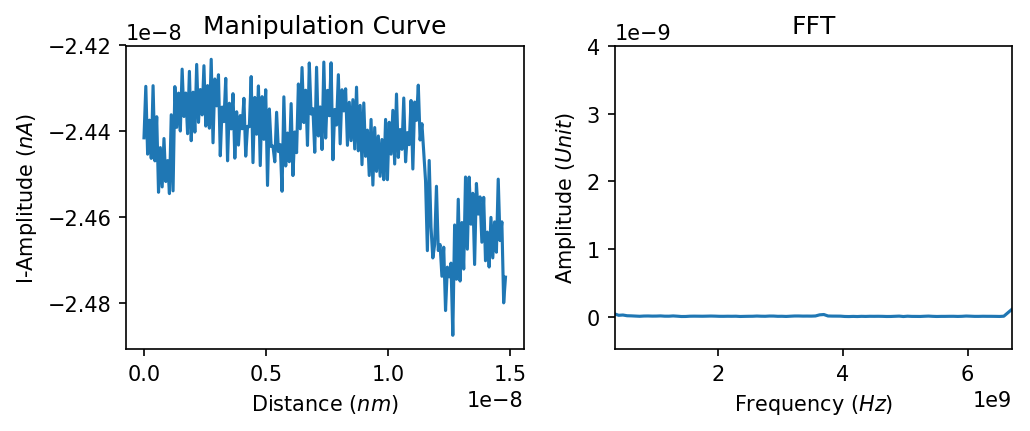 Manipulation Curve
1e−8
−2.42
−2.44
−2.46
−2.48
I-Amplitude (nA)
0.0 0.5 1.0 1.5
1e−8
Distance (nm)
FFT
1e−9
4
3
2
1
0
Amplitude (Unit)
2 4 6
1e9
Frequency (Hz)